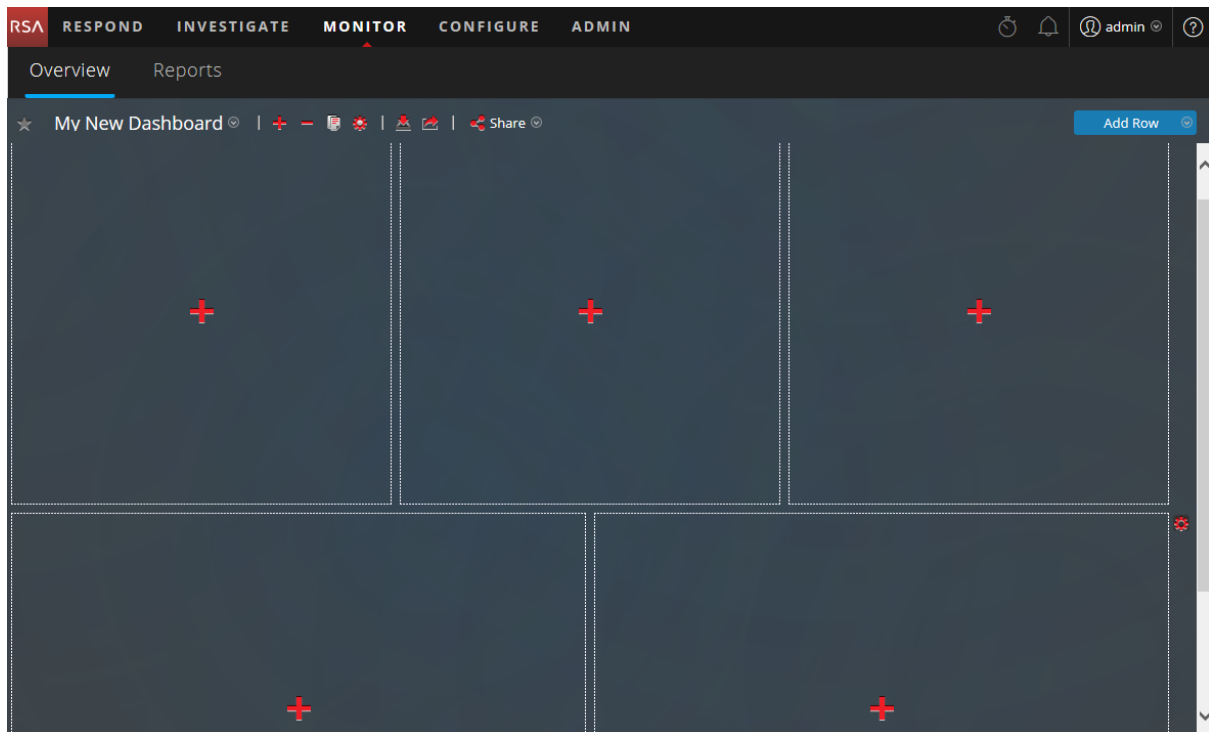 RSA RESPOND INVESTIGATE MONITOR CONFIGURE ADMIN admin ?
Overview Reports
My New Dashboard | | | Share Add Row